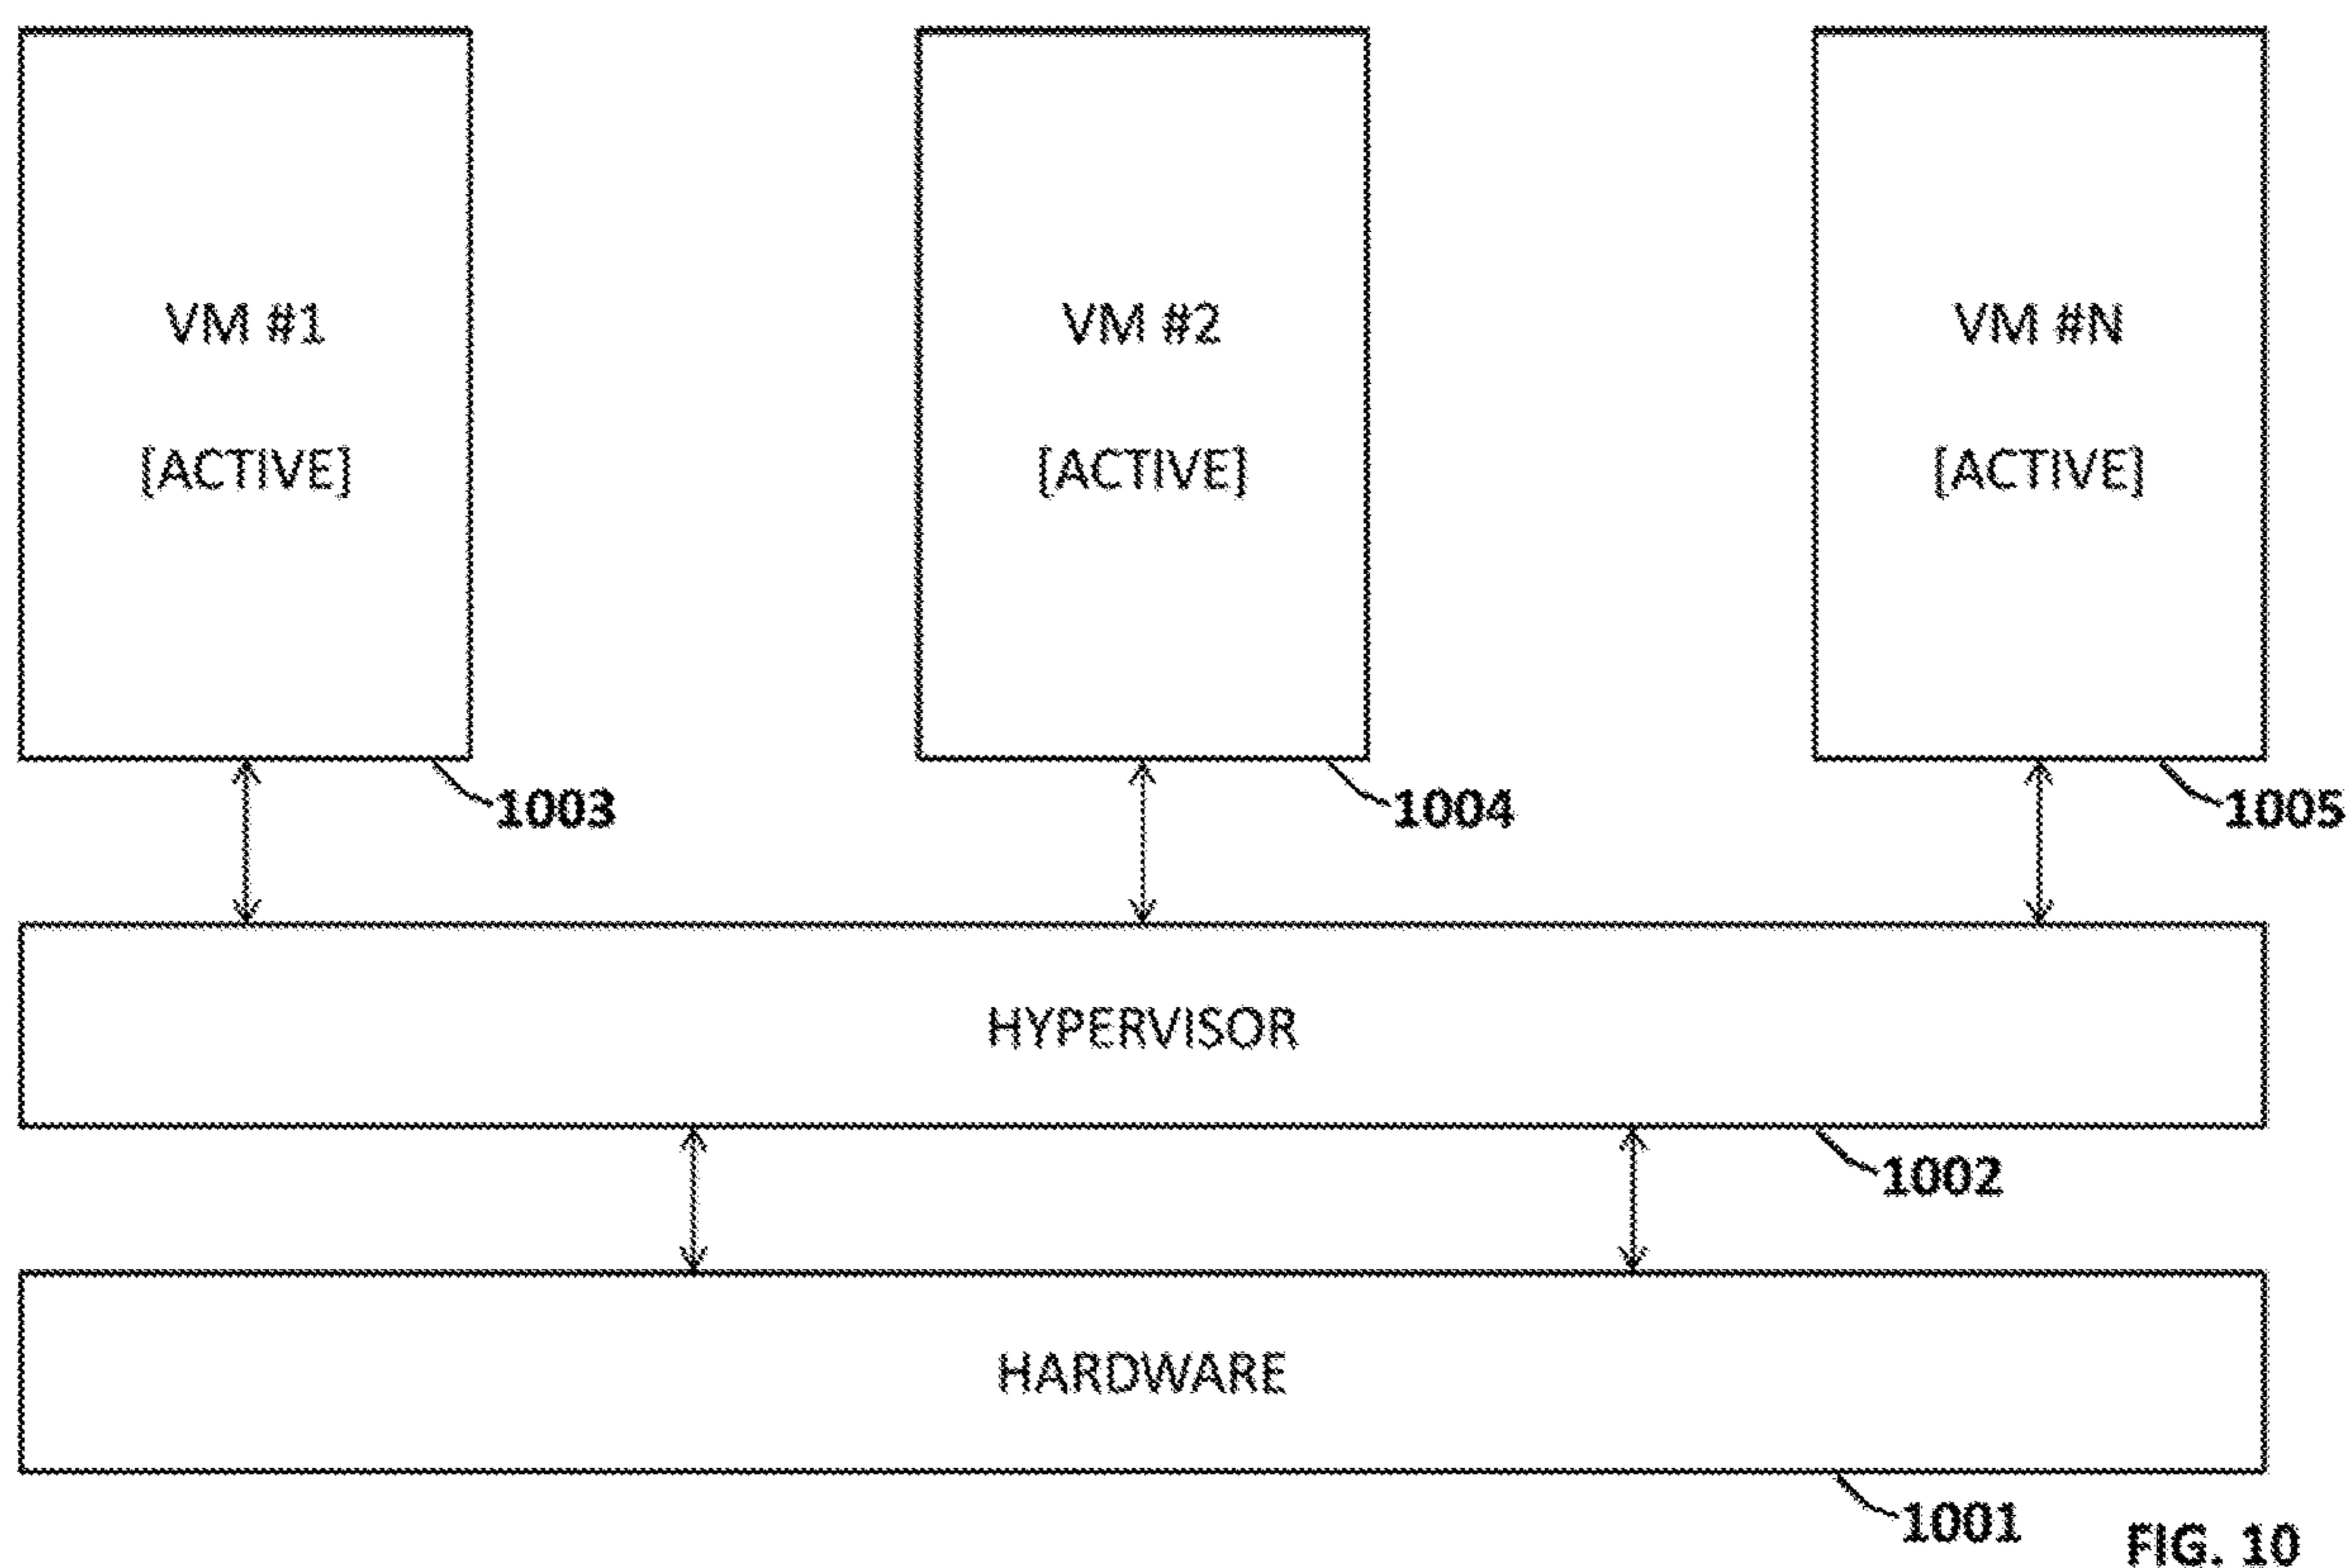 VM #1
[ACTIVE]
VM #2
[ACTIVE]
VM #N
[ACTIVE]
1003
1004
1005
HYPERVISOR
1002
HARDWARE
1001
FIG. 10